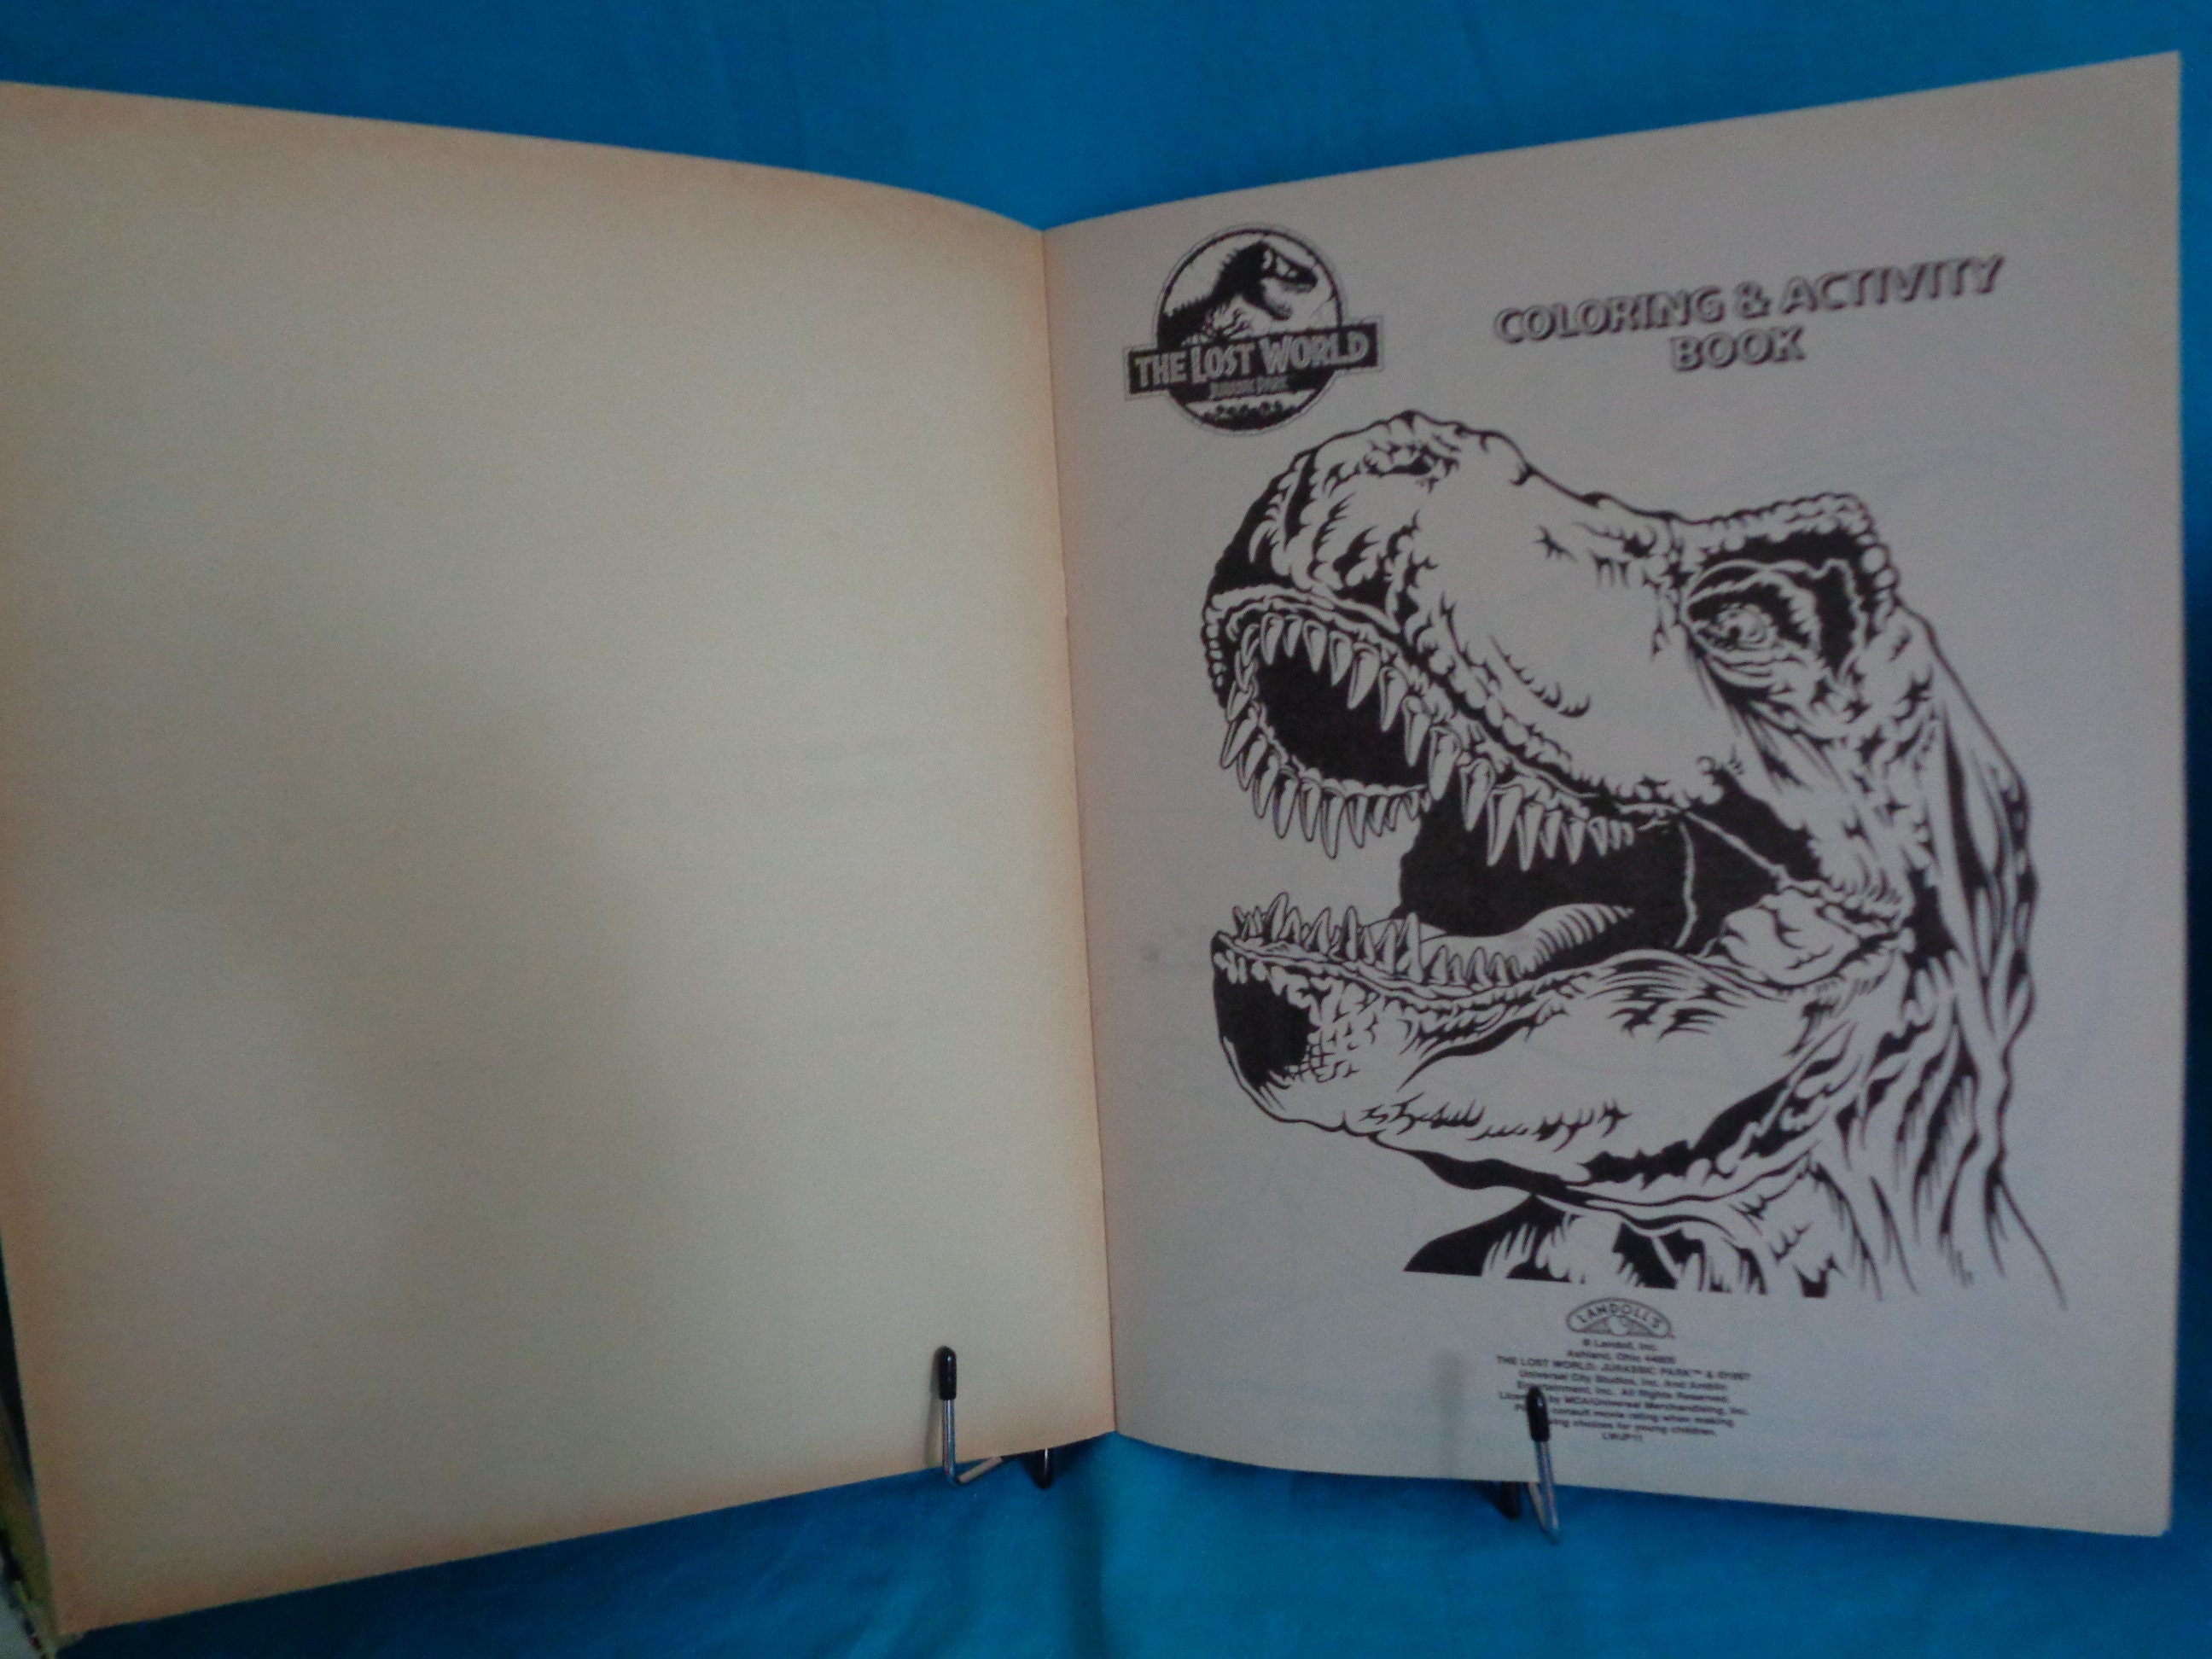 THE LOST WORLD
JURASSIC PARK
COLORING & ACTIVITY
BOOK
LANDOLL'S
© Landoll, Inc.
Ashland, Ohio 44805
THE LOST WORLD: JURASSIC PARK™ & ©1997
Universal City Studios, Inc. And Amblin
Entertainment, Inc. All Rights Reserved.
by MCA/Universal Merchandising, Inc.
consult movie rating when making
choices for young children.